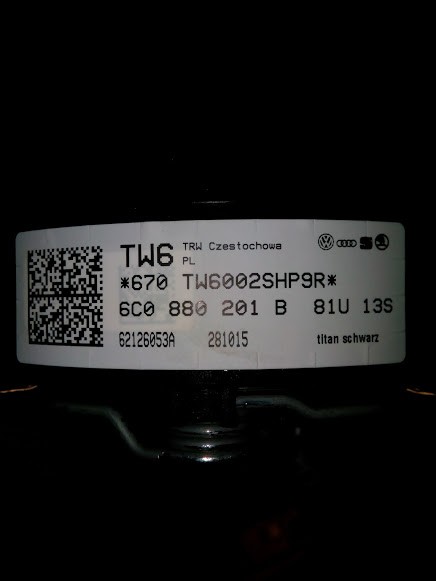 TW6 TRW Czestochowa
PL
*670 TW6002SHP9R*
6C0 880 201 B 81U 13S
62126053A 281015 titan schwarz